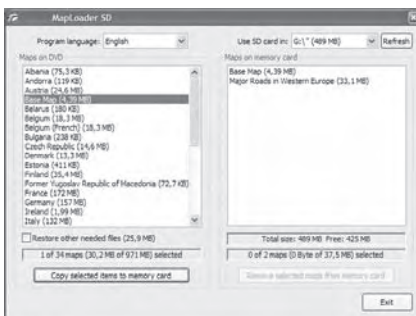 MapLoader SD
Program language: English
Use SD card in: G:\" (489 MB)
Refresh
Maps on DVD
Albania (75,3 KB)
Andorra (119 KB)
Austria (24,6 MB)
Base Map (4,39 MB)
Belarus (180 KB)
Belgium (18,3 MB)
Belgium (French) (18,3 MB)
Bulgaria (238 KB)
Czech Republic (14,6 MB)
Denmark (13,3 MB)
Estonia (411 KB)
Finland (35,4 MB)
Former Yugoslav Republic of Macedonia (72,7 KB)
France (172 MB)
Germany (157 MB)
Ireland (1,99 MB)
Italy (132 MB)
Restore other needed files (25,9 MB)
1 of 34 maps (30,2 MB of 971 MB) selected
Copy selected items to memory card
Maps on memory card
Base Map (4,39 MB)
Major Roads in Western Europe (33,1 MB)
Total size: 489 MB Free: 425 MB
0 of 2 maps (0 Byte of 37,5 MB) selected
Remove selected maps from memory card
Exit